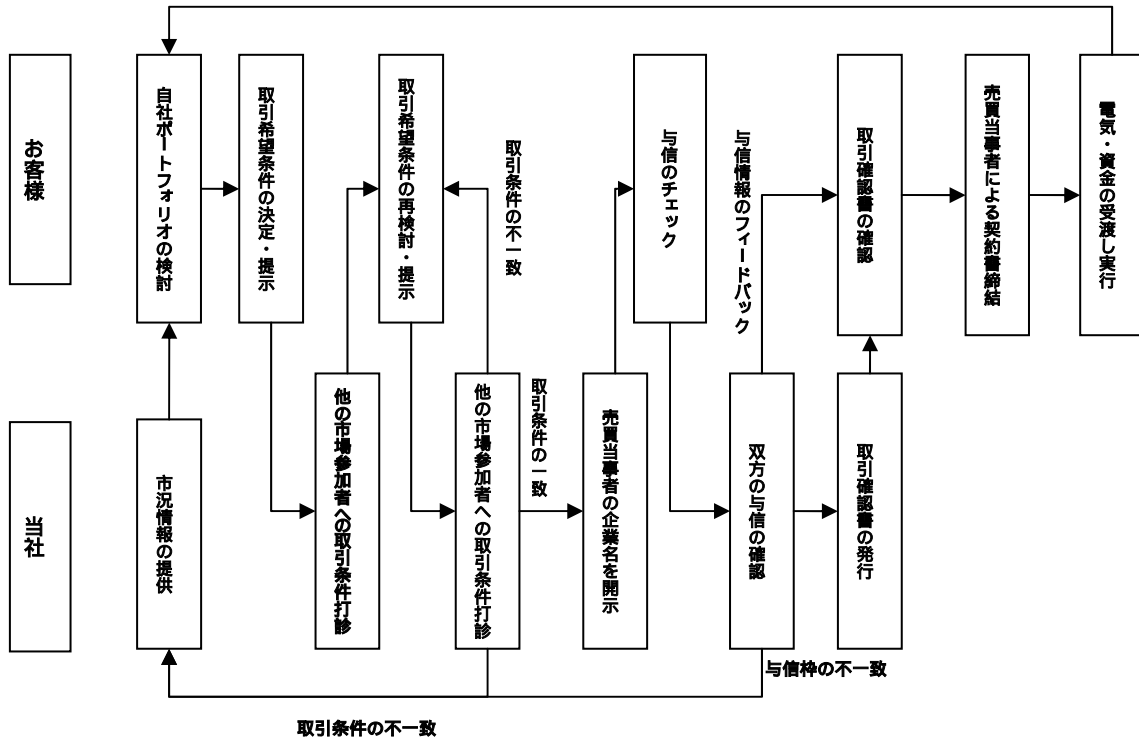 お客様
自社ポートフォリオの検討
取引希望条件の決定・提示
取引希望条件の再検討・提示
取引条件の不一致
与信のチェック
与信情報のフィードバック
取引確認書の確認
売買当事者による契約書締結
電気・資金の受渡し実行
当社
市況情報の提供
他の市場参加者への取引条件打診
他の市場参加者への取引条件打診
取引条件の一致
売買当事者の企業名を開示
双方の与信の確認
取引確認書の発行
与信枠の不一致
取引条件の不一致